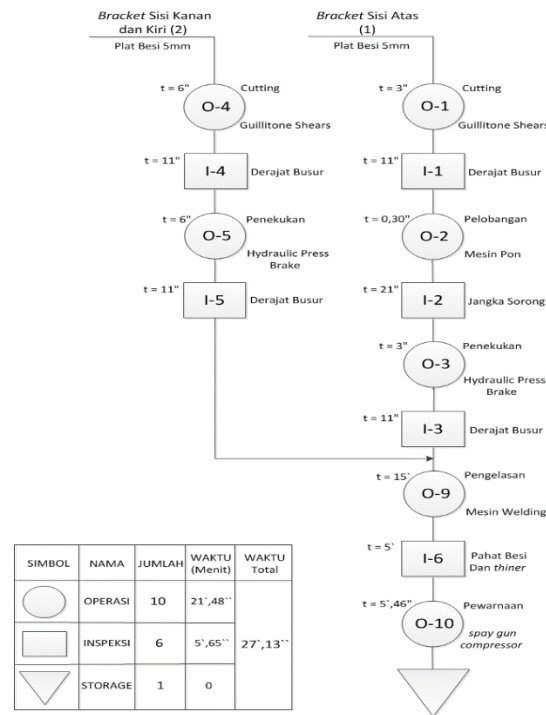 Bracket Sisi Kanan
dan Kiri (2)
Plat Besi 5mm
t = 6"
Cutting
O-4
Guillitone Shears
t = 11"
I-4
Derajat Busur
t = 6"
Penekukan
O-5
Hydraulic Press
Brake
t = 11"
I-5
Derajat Busur
Bracket Sisi Atas
(1)
Plat Besi 5mm
t = 3"
Cutting
O-1
Guillitone Shears
t = 11"
I-1
Derajat Busur
t = 0,30"
Pelobangan
O-2
Mesin Pon
t = 21"
I-2
Jangka Sorong
t = 3"
Penekukan
O-3
Hydraulic Press
Brake
t = 11"
I-3
Derajat Busur
t = 15`
Pengelasan
O-9
Mesin Welding
t = 5`
I-6
Pahat Besi
Dan thiner
t = 5`,46"
Pewarnaan
O-10
spay gun
compressor
SIMBOL NAMA JUMLAH WAKTU (Menit) WAKTU Total
OPERASI 10 21`,48``
INSPEKSI 6 5`,65`` 27`,13``
STORAGE 1 0